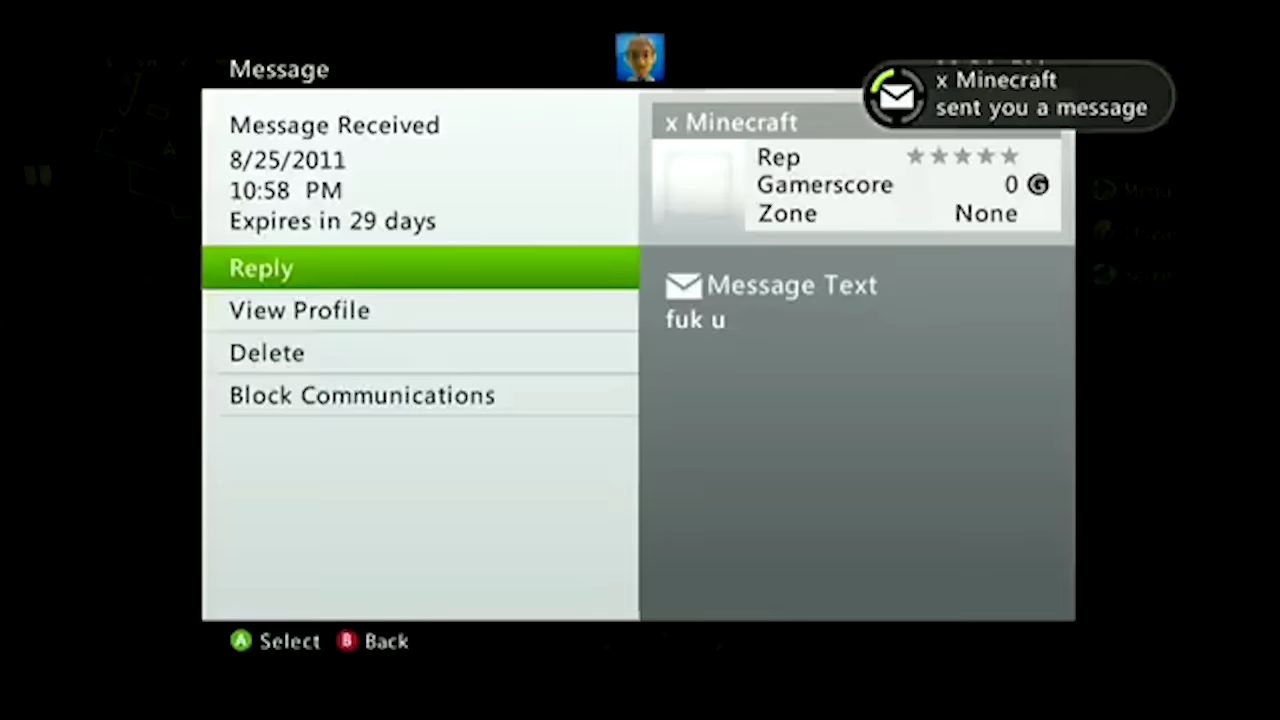 Message
x Minecraft
sent you a message
Message Received
8/25/2011
10:58 PM
Expires in 29 days
Reply
View Profile
Delete
Block Communications
x Minecraft
Rep
Gamerscore 0 G
Zone None
Message Text
fuk u
A Select B Back